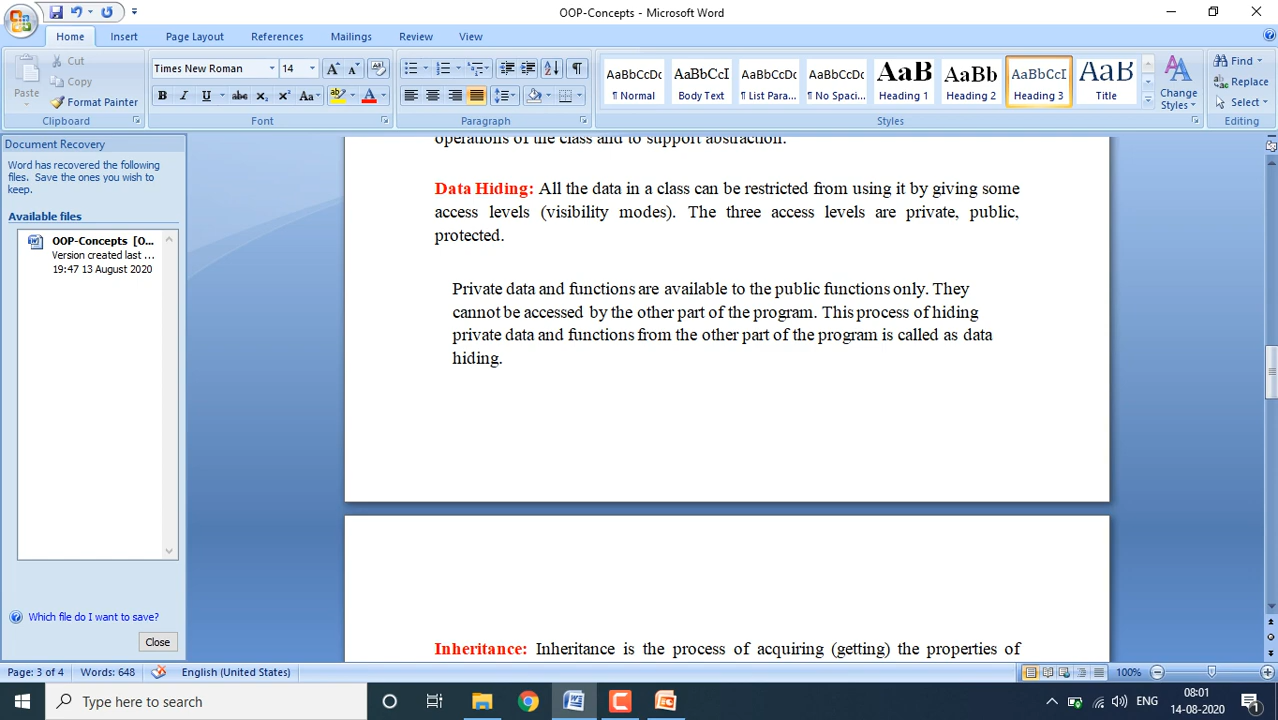 OOP-Concepts - Microsoft Word
Home Insert Page Layout References Mailings Review View
Paste
Cut
Copy
Format Painter
Clipboard
Times New Roman 14
B I U abc X₂ X² Aa A
Font
Paragraph
AaBbCcDc AaBbCcI AaBbCcDc AaBbCcDc AaB AaBb AaBbCcI AaB
¶ Normal Body Text ¶ List Para... ¶ No Spaci... Heading 1 Heading 2 Heading 3 Title
Change Styles
Styles
Find
Replace
Select
Editing
Document Recovery
Word has recovered the following
files. Save the ones you wish to
keep.
Available files
OOP-Concepts [O...
Version created last ...
19:47 13 August 2020
Which file do I want to save?
Close
operations of the class and to support abstraction.
Data Hiding: All the data in a class can be restricted from using it by giving some
access levels (visibility modes). The three access levels are private, public,
protected.
Private data and functions are available to the public functions only. They
cannot be accessed by the other part of the program. This process of hiding
private data and functions from the other part of the program is called as data
hiding.
Inheritance: Inheritance is the process of acquiring (getting) the properties of
Page: 3 of 4 Words: 648 English (United States) 100%
Type here to search
ENG
08:01
14-08-2020
1